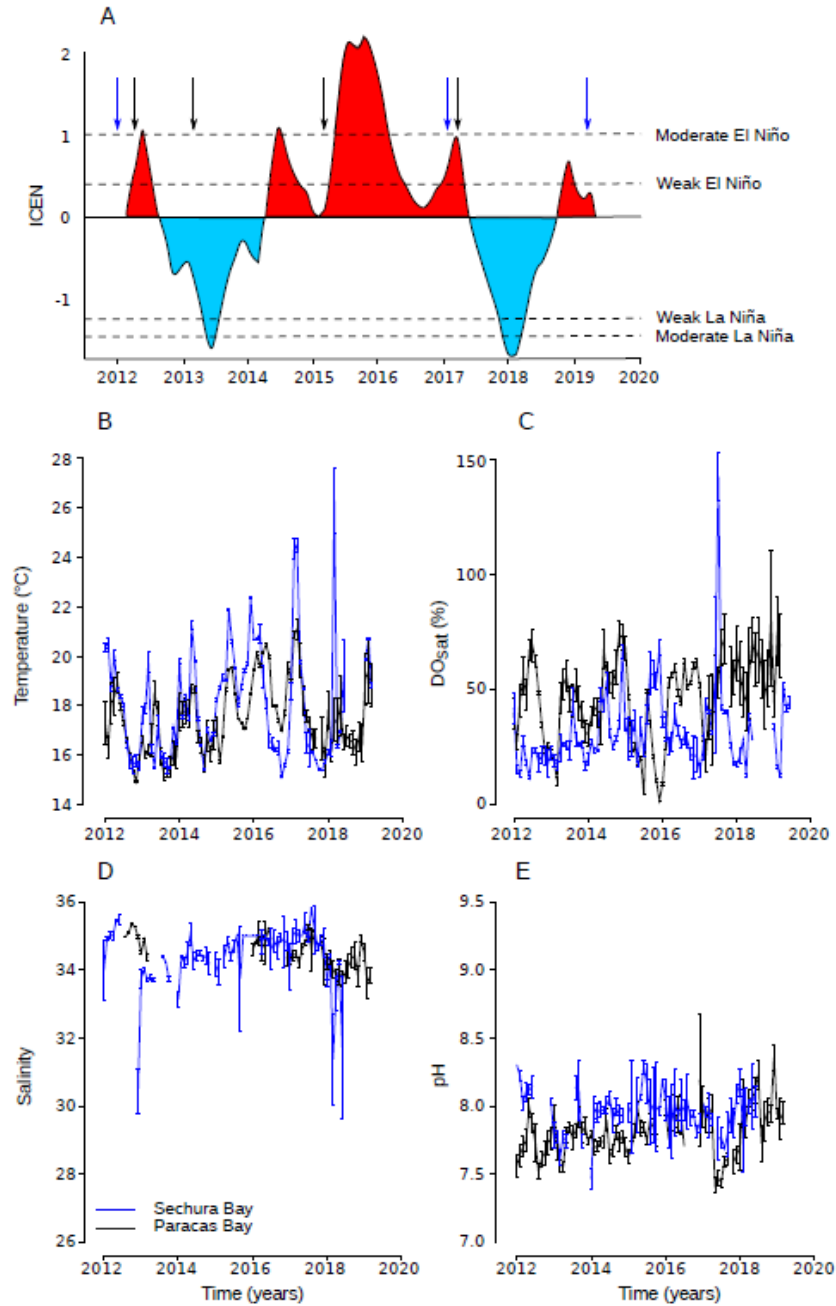 A
2
1
0
-1
ICEN
Moderate El Niño
Weak El Niño
Weak La Niña
Moderate La Niña
2012 2013 2014 2015 2016 2017 2018 2019 2020
B
28
26
24
22
20
18
16
14
Temperature (°C)
2012 2014 2016 2018 2020
C
150
100
50
0
DOsat (%)
2012 2014 2016 2018 2020
D
36
34
32
30
28
26
Salinity
Sechura Bay
Paracas Bay
2012 2014 2016 2018 2020
Time (years)
E
9.5
9.0
8.5
8.0
7.5
7.0
pH
2012 2014 2016 2018 2020
Time (years)